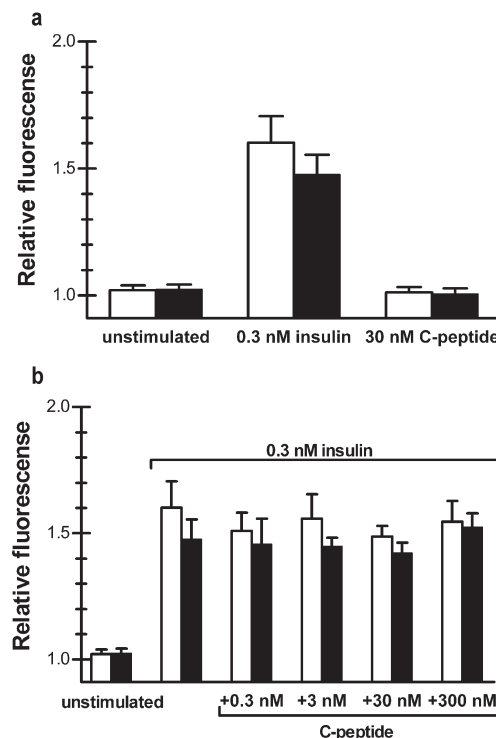 a
Relative fluorescense
2.0
1.5
1.0
unstimulated 0.3 nM insulin 30 nM C-peptide
b
Relative fluorescense
2.0
0.3 nM insulin
1.5
1.0
unstimulated +0.3 nM +3 nM +30 nM +300 nM
C-peptide